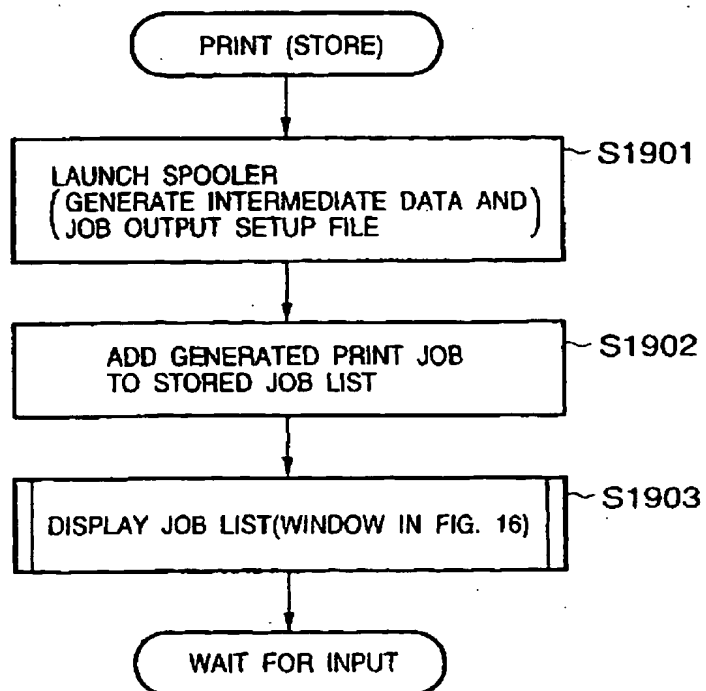 PRINT (STORE)
S1901
LAUNCH SPOOLER
(GENERATE INTERMEDIATE DATA AND
JOB OUTPUT SETUP FILE)
S1902
ADD GENERATED PRINT JOB
TO STORED JOB LIST
S1903
DISPLAY JOB LIST(WINDOW IN FIG. 16)
WAIT FOR INPUT